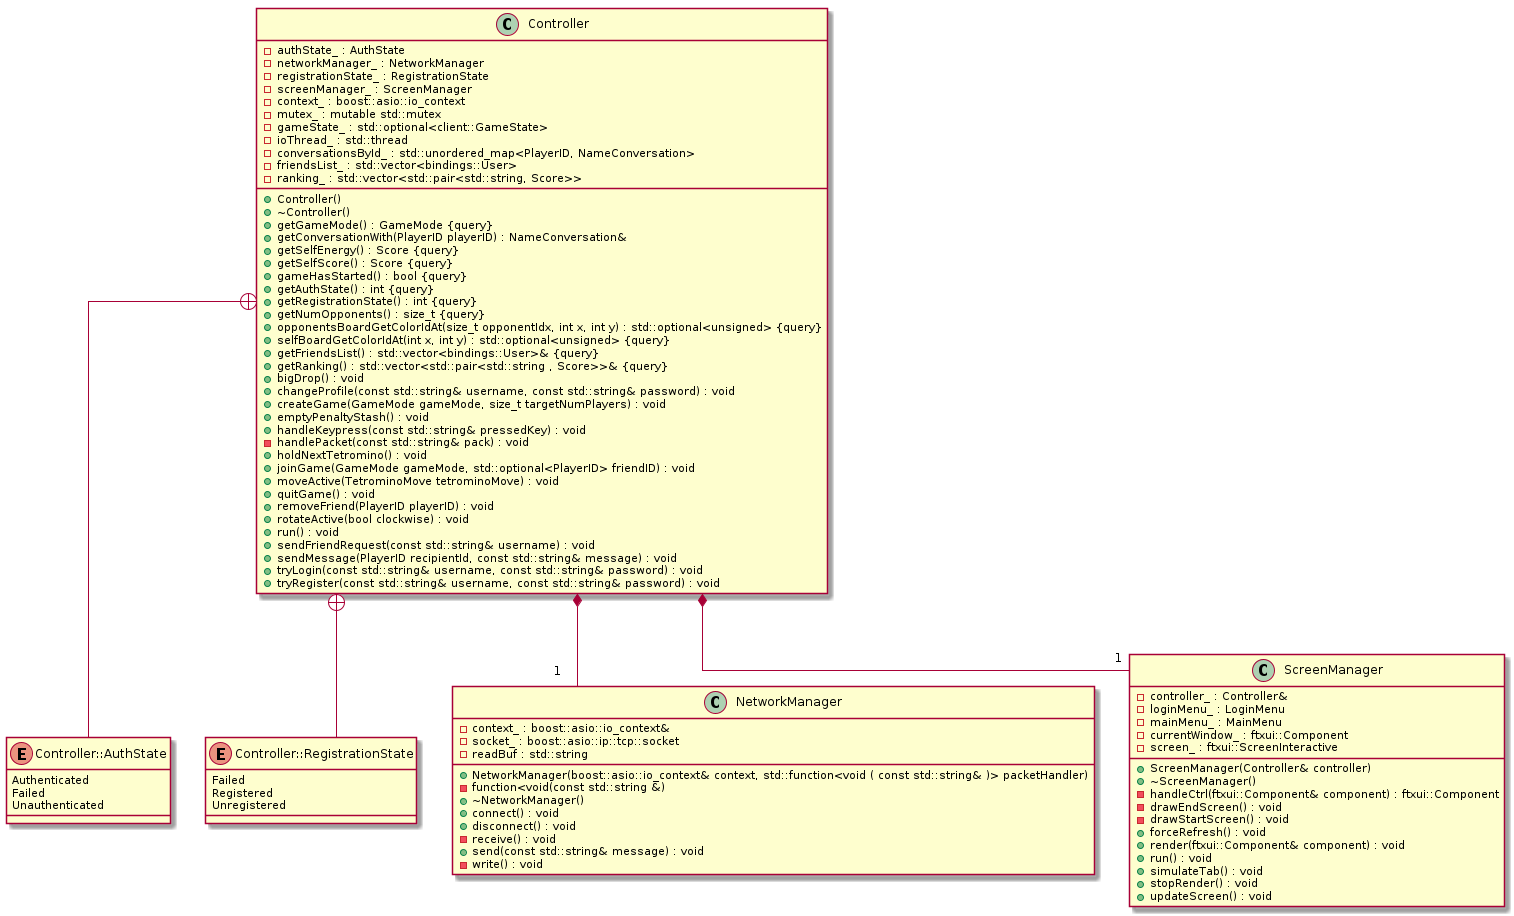 C Controller
authState_ : AuthState
networkManager_ : NetworkManager
registrationState_ : RegistrationState
screenManager_ : ScreenManager
context_ : boost::asio::io_context
mutex_ : mutable std::mutex
gameState_ : std::optional<client::GameState>
ioThread_ : std::thread
conversationsById_ : std::unordered_map<PlayerID, NameConversation>
friendsList_ : std::vector<bindings::User>
ranking_ : std::vector<std::pair<std::string, Score>>
Controller()
~Controller()
getGameMode() : GameMode {query}
getConversationWith(PlayerID playerID) : NameConversation&
getSelfEnergy() : Score {query}
getSelfScore() : Score {query}
gameHasStarted() : bool {query}
getAuthState() : int {query}
getRegistrationState() : int {query}
getNumOpponents() : size_t {query}
opponentsBoardGetColorIdAt(size_t opponentIdx, int x, int y) : std::optional<unsigned> {query}
selfBoardGetColorIdAt(int x, int y) : std::optional<unsigned> {query}
getFriendsList() : std::vector<bindings::User>& {query}
getRanking() : std::vector<std::pair<std::string , Score>>& {query}
bigDrop() : void
changeProfile(const std::string& username, const std::string& password) : void
createGame(GameMode gameMode, size_t targetNumPlayers) : void
emptyPenaltyStash() : void
handleKeypress(const std::string& pressedKey) : void
handlePacket(const std::string& pack) : void
holdNextTetromino() : void
joinGame(GameMode gameMode, std::optional<PlayerID> friendID) : void
moveActive(TetrominoMove tetrominoMove) : void
quitGame() : void
removeFriend(PlayerID playerID) : void
rotateActive(bool clockwise) : void
run() : void
sendFriendRequest(const std::string& username) : void
sendMessage(PlayerID recipientId, const std::string& message) : void
tryLogin(const std::string& username, const std::string& password) : void
tryRegister(const std::string& username, const std::string& password) : void
E Controller::AuthState
Authenticated
Failed
Unauthenticated
E Controller::RegistrationState
Failed
Registered
Unregistered
1
C NetworkManager
context_ : boost::asio::io_context&
socket_ : boost::asio::ip::tcp::socket
readBuf : std::string
NetworkManager(boost::asio::io_context& context, std::function<void ( const std::string& )> packetHandler)
function<void(const std::string &)
~NetworkManager()
connect() : void
disconnect() : void
receive() : void
send(const std::string& message) : void
write() : void
1
C ScreenManager
controller_ : Controller&
loginMenu_ : LoginMenu
mainMenu_ : MainMenu
currentWindow_ : ftxui::Component
screen_ : ftxui::ScreenInteractive
ScreenManager(Controller& controller)
~ScreenManager()
handleCtrl(ftxui::Component& component) : ftxui::Component
drawEndScreen() : void
drawStartScreen() : void
forceRefresh() : void
render(ftxui::Component& component) : void
run() : void
simulateTab() : void
stopRender() : void
updateScreen() : void